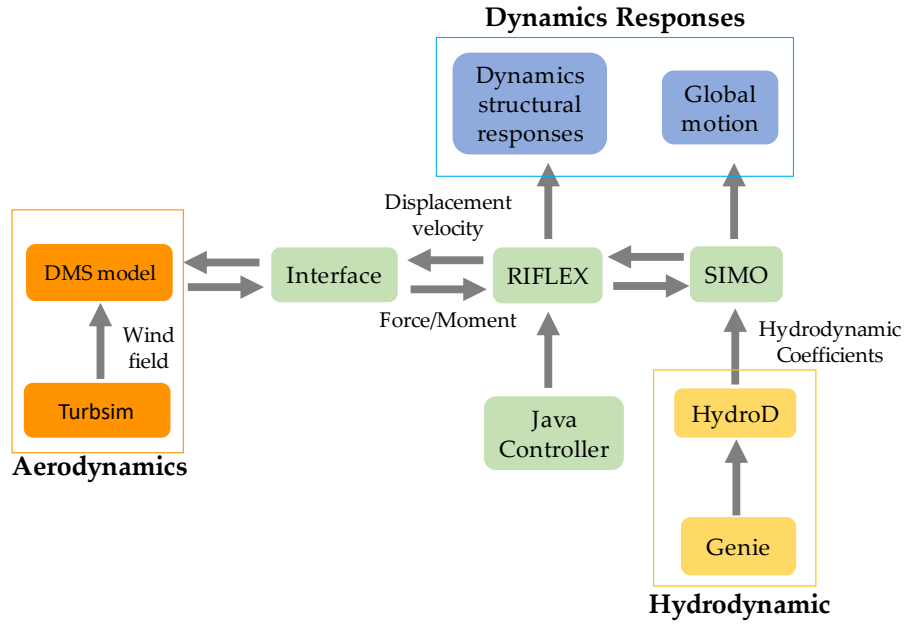 Dynamics Responses
Dynamics
structural
responses
Global
motion
Displacement
velocity
DMS model
Interface
RIFLEX
SIMO
Force/Moment
Wind
field
Hydrodynamic
Coefficients
Turbsim
Java
Controller
HydroD
Aerodynamics
Genie
Hydrodynamic